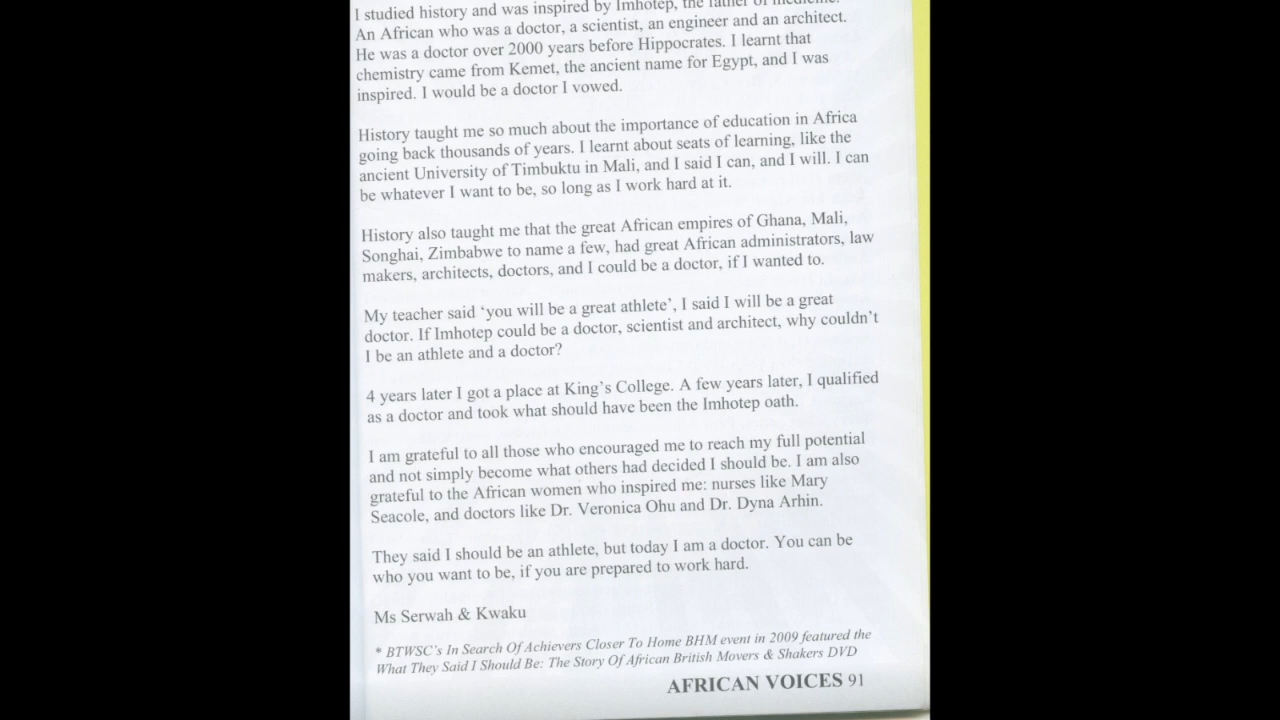 I studied history and was inspired by Imhotep, the father of medicine.
An African who was a doctor, a scientist, an engineer and an architect.
He was a doctor over 2000 years before Hippocrates. I learnt that
chemistry came from Kemet, the ancient name for Egypt, and I was
inspired. I would be a doctor I vowed.
History taught me so much about the importance of education in Africa
going back thousands of years. I learnt about seats of learning, like the
ancient University of Timbuktu in Mali, and I said I can, and I will. I can
be whatever I want to be, so long as I work hard at it.
History also taught me that the great African empires of Ghana, Mali,
Songhai, Zimbabwe to name a few, had great African administrators, law
makers, architects, doctors, and I could be a doctor, if I wanted to.
My teacher said ‘you will be a great athlete’, I said I will be a great
doctor. If Imhotep could be a doctor, scientist and architect, why couldn’t
I be an athlete and a doctor?
4 years later I got a place at King’s College. A few years later, I qualified
as a doctor and took what should have been the Imhotep oath.
I am grateful to all those who encouraged me to reach my full potential
and not simply become what others had decided I should be. I am also
grateful to the African women who inspired me: nurses like Mary
Seacole, and doctors like Dr. Veronica Ohu and Dr. Dyna Arhin.
They said I should be an athlete, but today I am a doctor. You can be
who you want to be, if you are prepared to work hard.
Ms Serwah & Kwaku
* BTWSC’s In Search Of Achievers Closer To Home BHM event in 2009 featured the
What They Said I Should Be: The Story Of African British Movers & Shakers DVD
AFRICAN VOICES 91